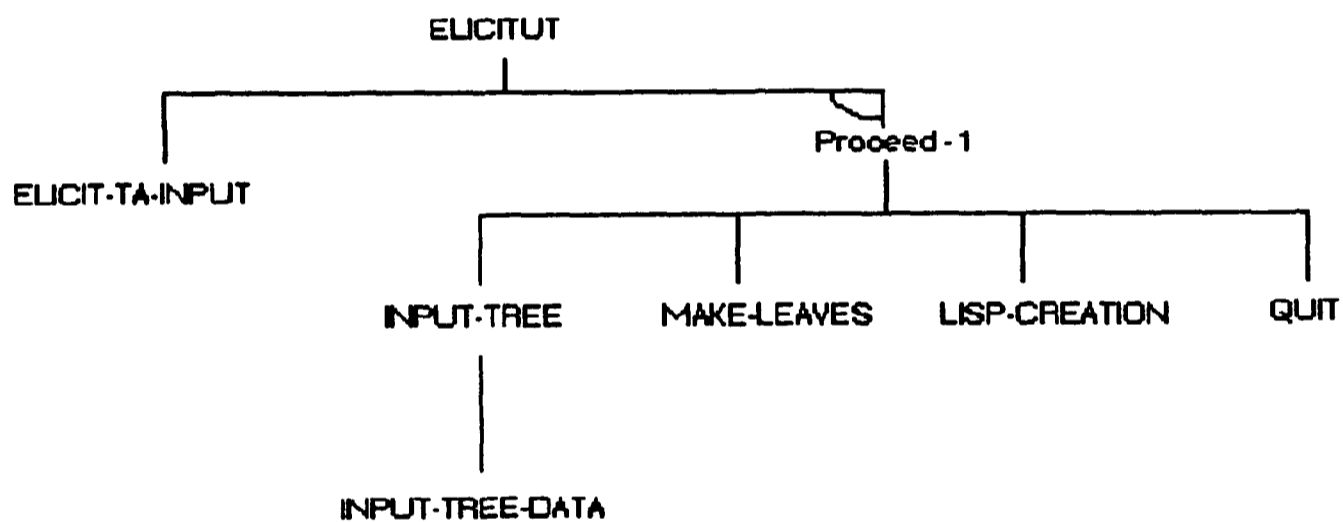 ELICITUT
Proceed-1
ELICIT-TA-INPUT
INPUT-TREE MAKE-LEAVES LISP-CREATION QUIT
INPUT-TREE-DATA